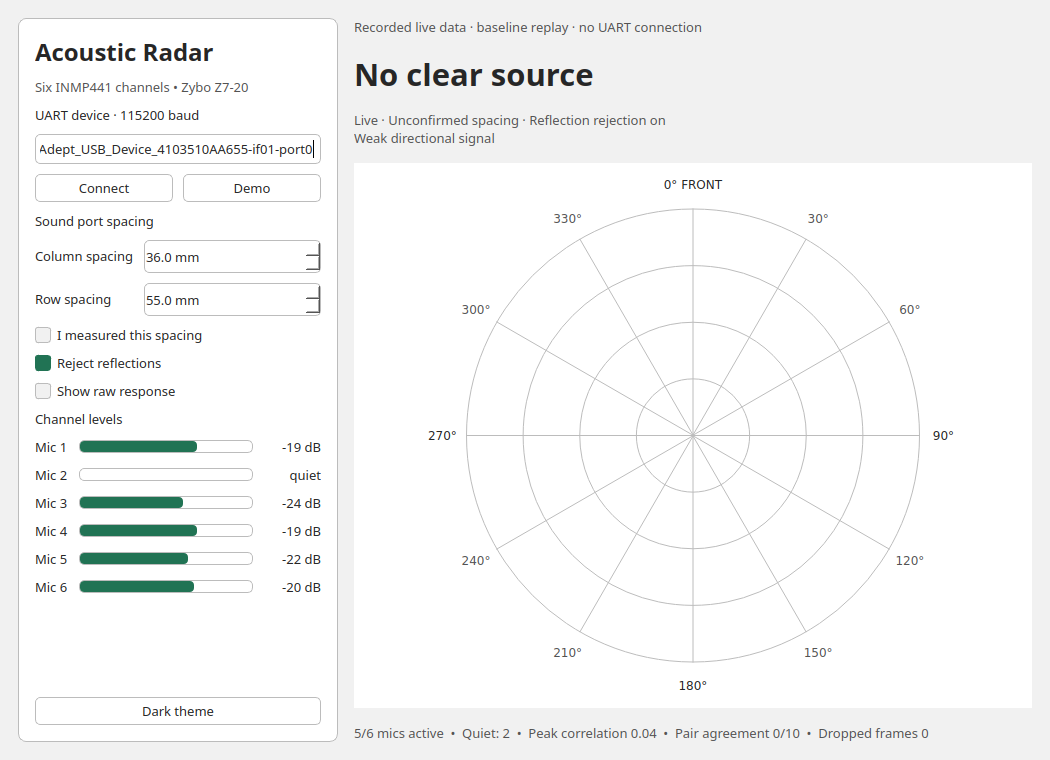 Acoustic Radar
Six INMP441 channels • Zybo Z7-20
UART device · 115200 baud
Adept_USB_Device_4103510AA655-if01-port0
Connect
Demo
Sound port spacing
Column spacing
36.0 mm
Row spacing
55.0 mm
I measured this spacing
Reject reflections
Show raw response
Channel levels
Mic 1 -19 dB
Mic 2 quiet
Mic 3 -24 dB
Mic 4 -19 dB
Mic 5 -22 dB
Mic 6 -20 dB
Dark theme
Recorded live data · baseline replay · no UART connection
No clear source
Live · Unconfirmed spacing · Reflection rejection on
Weak directional signal
0° FRONT
330°
30°
300°
60°
270°
90°
240°
120°
210°
150°
180°
5/6 mics active • Quiet: 2 • Peak correlation 0.04 • Pair agreement 0/10 • Dropped frames 0